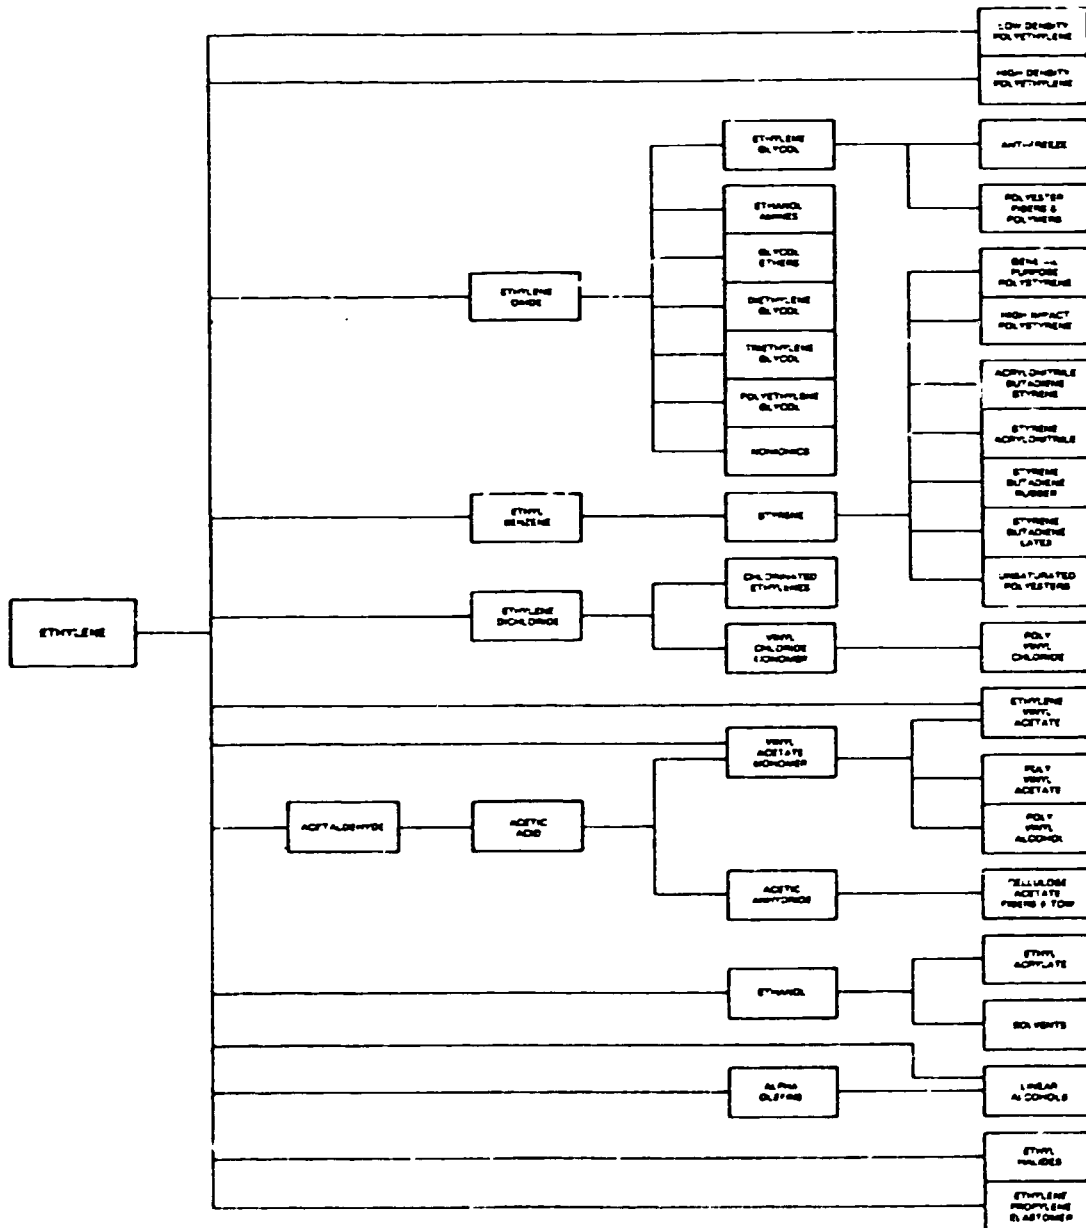 LOW DENSITY
POLYETHYLENE
HIGH DENSITY
POLYETHYLENE
ETHYLENE
GLYCOL
ANTI-FREEZE
ETHANOL
AMINES
POLYESTER
FIBERS &
POLYMERS
GLYCOL
ETHERS
GENERAL
PURPOSE
POLYSTYRENE
ETHYLENE
OXIDE
DIETHYLENE
GLYCOL
HIGH IMPACT
POLYSTYRENE
TRIETHYLENE
GLYCOL
ACRYLONITRILE
BUTADIENE
STYRENE
POLYETHYLENE
GLYCOL
STYRENE
ACRYLONITRILE
NONIONICS
STYRENE
BUTADIENE
RUBBER
ETHYL
BENZENE
STYRENE
STYRENE
BUTADIENE
LATEX
CHLORINATED
ETHYLENES
UNSATURATED
POLYESTERS
ETHYLENE
ETHYLENE
DICHLORIDE
VINYL
CHLORIDE
MONOMER
POLY
VINYL
CHLORIDE
ETHYLENE
VINYL
ACETATE
VINYL
ACETATE
MONOMER
POLY
VINYL
ACETATE
ACETALDEHYDE
ACETIC
ACID
POLY
VINYL
ALCOHOL
ACETIC
ANHYDRIDE
CELLULOSE
ACETATE
FIBERS & TOW
ETHYL
ACRYLATE
ETHANOL
SOLVENTS
ALPHA
OLEFINS
LINEAR
ALCOHOLS
ETHYL
HALIDES
ETHYLENE
PROPYLENE
ELASTOMER